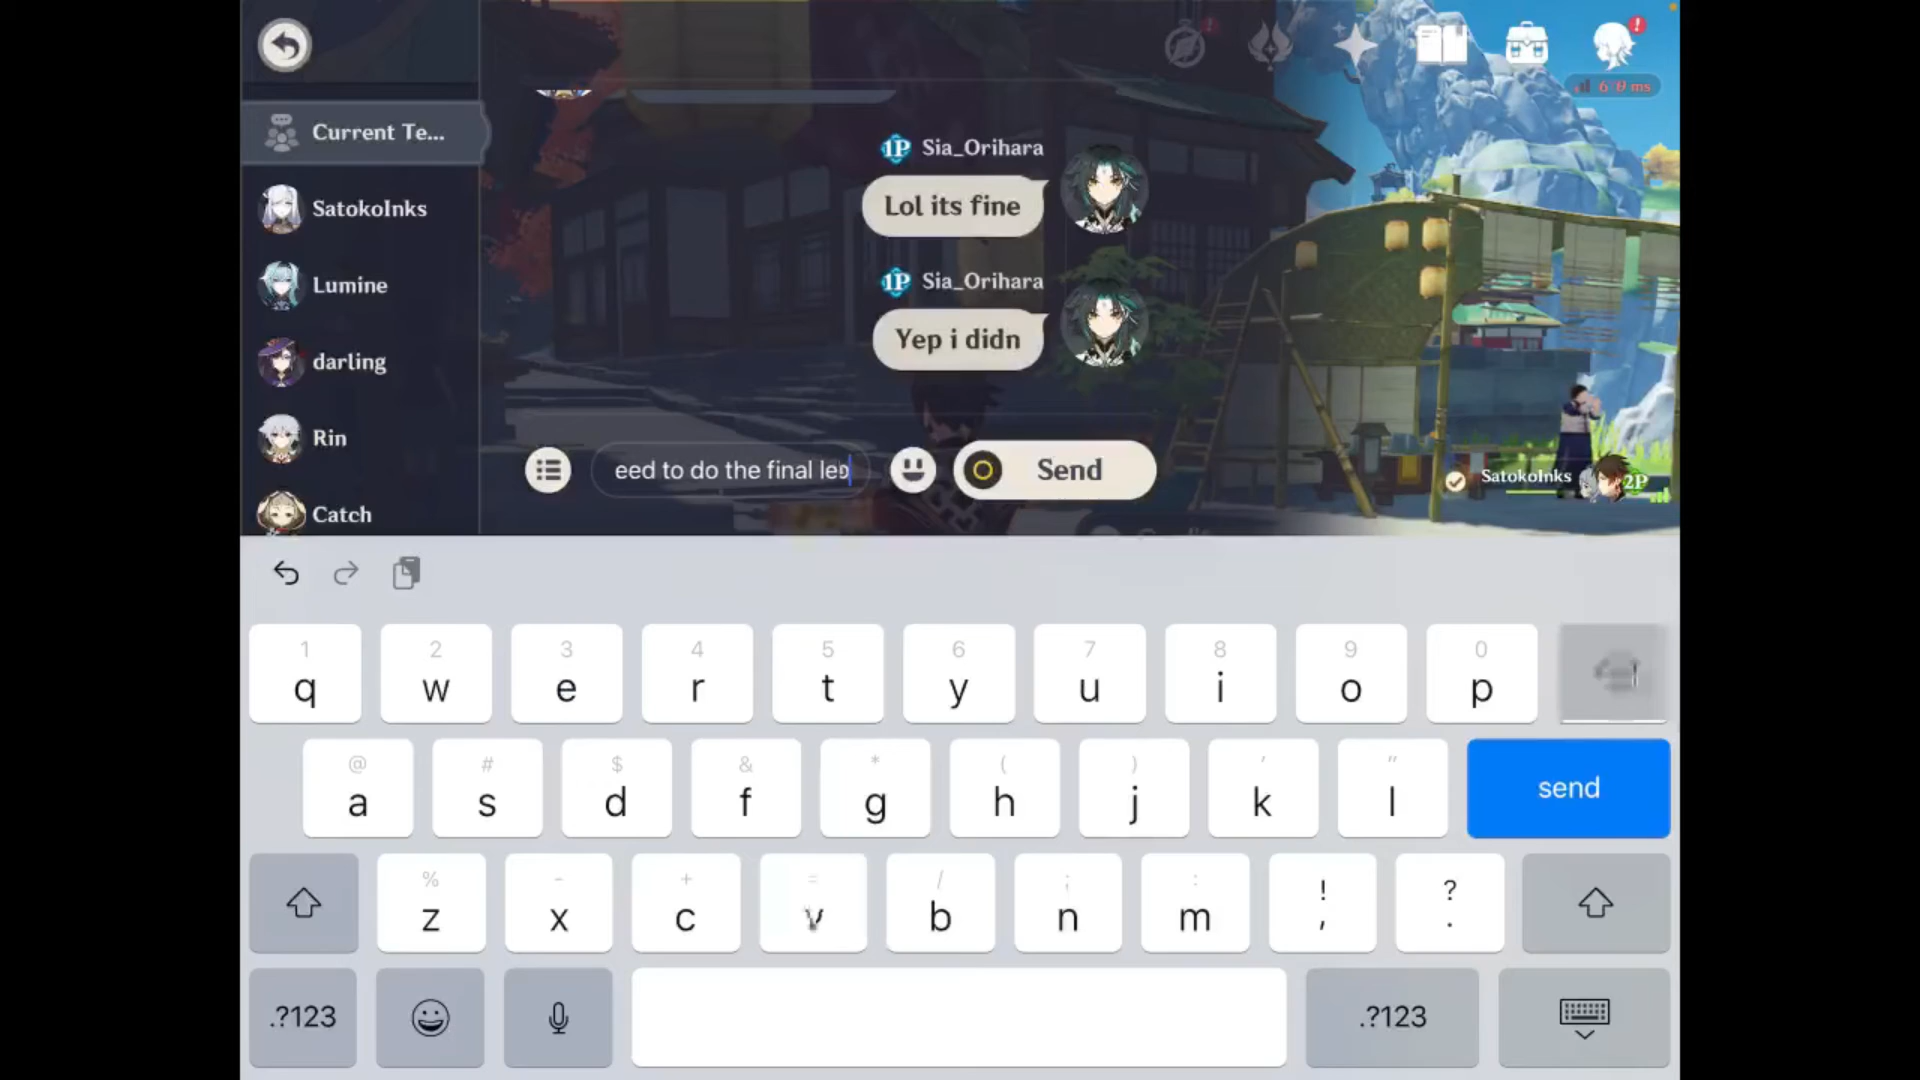 Current Te...
SatokoInks
Lumine
darling
Rin
Catch
1P Sia_Orihara
Lol its fine
1P Sia_Orihara
Yep i didn
eed to do the final
Send
ms
SatokoInks
2P
1 2 3 4 5 6 7 8 9 0
q w e r t y u i o p
@ # $ & * ( ) ' "
a s d f g h j k l send
% - + = / ; : ! ?
z x c v b n m , .
.?123 .?123